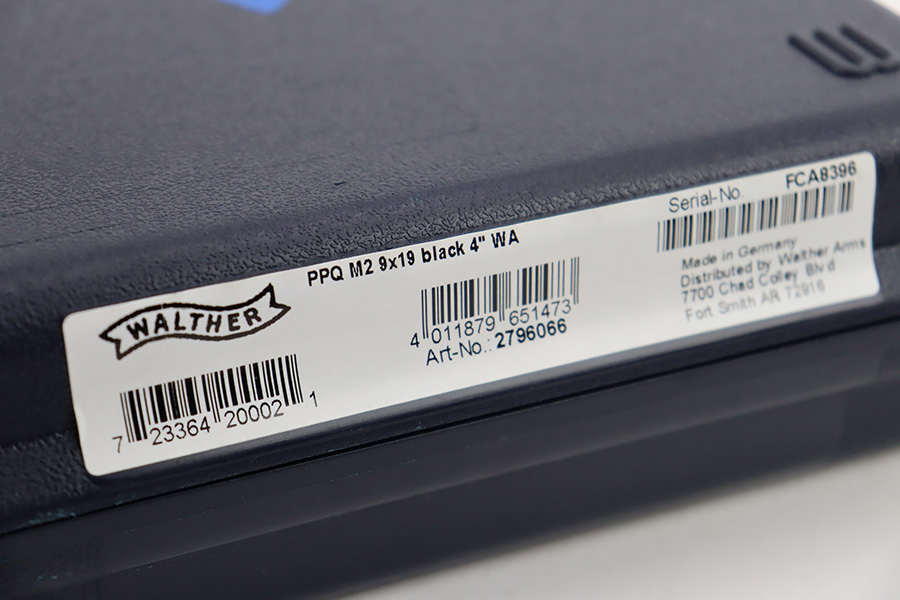 WALTHER
7 23364 20002 1
PPQ M2 9x19 black 4" WA
4 011879 651473
Art-No.: 2796066
Serial-No. FCA8396
Made in Germany
Distributed by Walther Arms
7700 Chad Colley Blvd
Fort Smith AR 72916